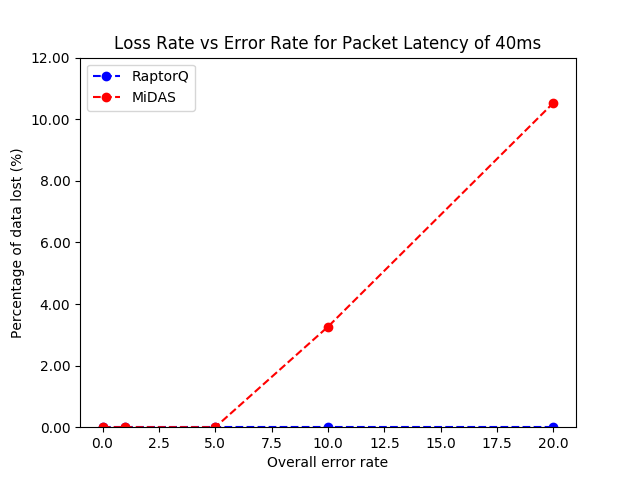 Loss Rate vs Error Rate for Packet Latency of 40ms
12.00
RaptorQ
MiDAS
10.00
8.00
6.00
4.00
2.00
0.00
Percentage of data lost (%)
0.0 2.5 5.0 7.5 10.0 12.5 15.0 17.5 20.0
Overall error rate